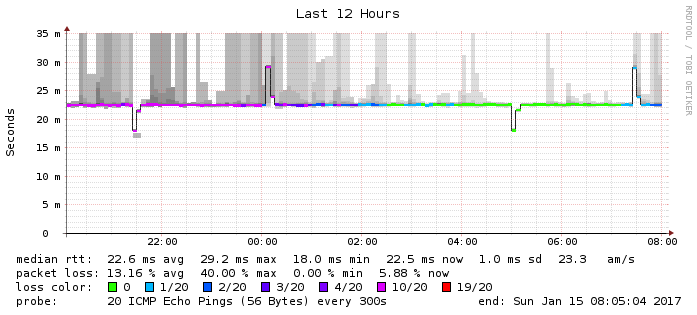 Last 12 Hours
RRDTOOL / TOBI OETIKER
Seconds
35 m
30 m
25 m
20 m
15 m
10 m
5 m
0
22:00 00:00 02:00 04:00 06:00 08:00
median rtt: 22.6 ms avg 29.2 ms max 18.0 ms min 22.5 ms now 1.0 ms sd 23.3 am/s
packet loss: 13.16 % avg 40.00 % max 0.00 % min 5.88 % now
loss color: 0 1/20 2/20 3/20 4/20 10/20 19/20
probe: 20 ICMP Echo Pings (56 Bytes) every 300s end: Sun Jan 15 08:05:04 2017